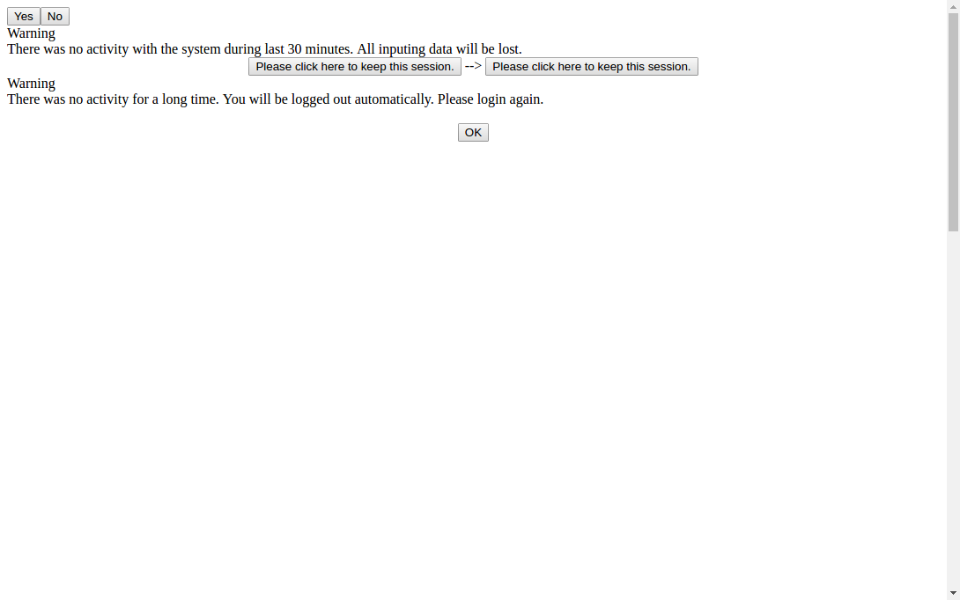 Yes No
Warning
There was no activity with the system during last 30 minutes. All inputing data will be lost.
Please click here to keep this session. --> Please click here to keep this session.
Warning
There was no activity for a long time. You will be logged out automatically. Please login again.
OK